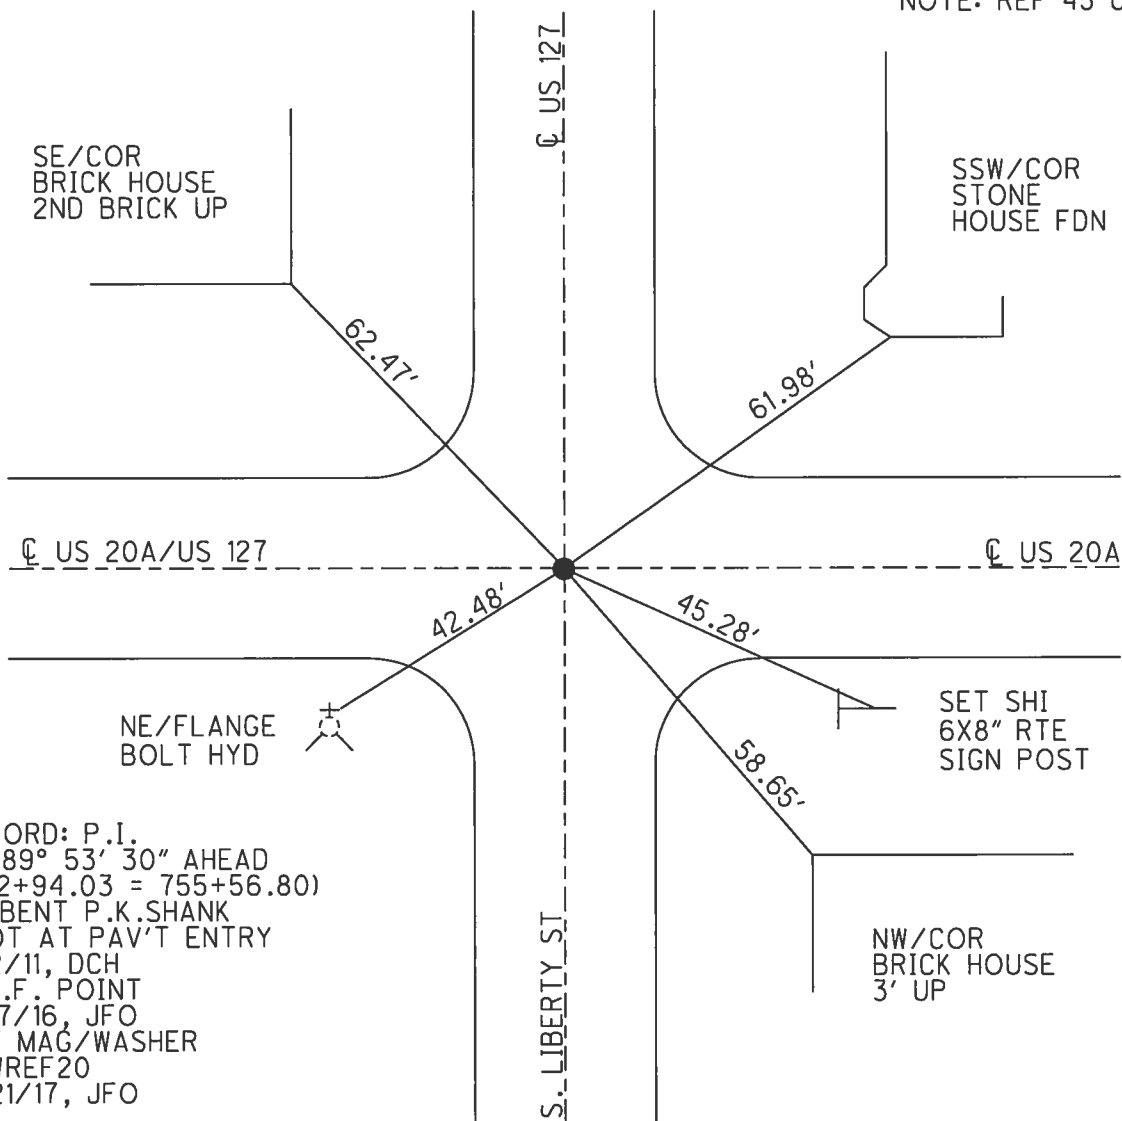 NOTE: REF 45
℄ US 127
SE/COR
BRICK HOUSE
2ND BRICK UP
SSW/COR
STONE
HOUSE FDN
62.47'
61.98'
℄ US 20A/US 127
℄ US 20A
42.48'
45.28'
NE/FLANGE
BOLT HYD
SET SHI
6X8" RTE
SIGN POST
58.65'
ORD: P.I.
89° 53' 30" AHEAD
2+94.03 = 755+56.80)
BENT P.K.SHANK
OT AT PAV'T ENTRY
/11, DCH
.F. POINT
7/16, JFO
MAG/WASHER
REF20
21/17, JFO
S. LIBERTY ST
NW/COR
BRICK HOUSE
3' UP